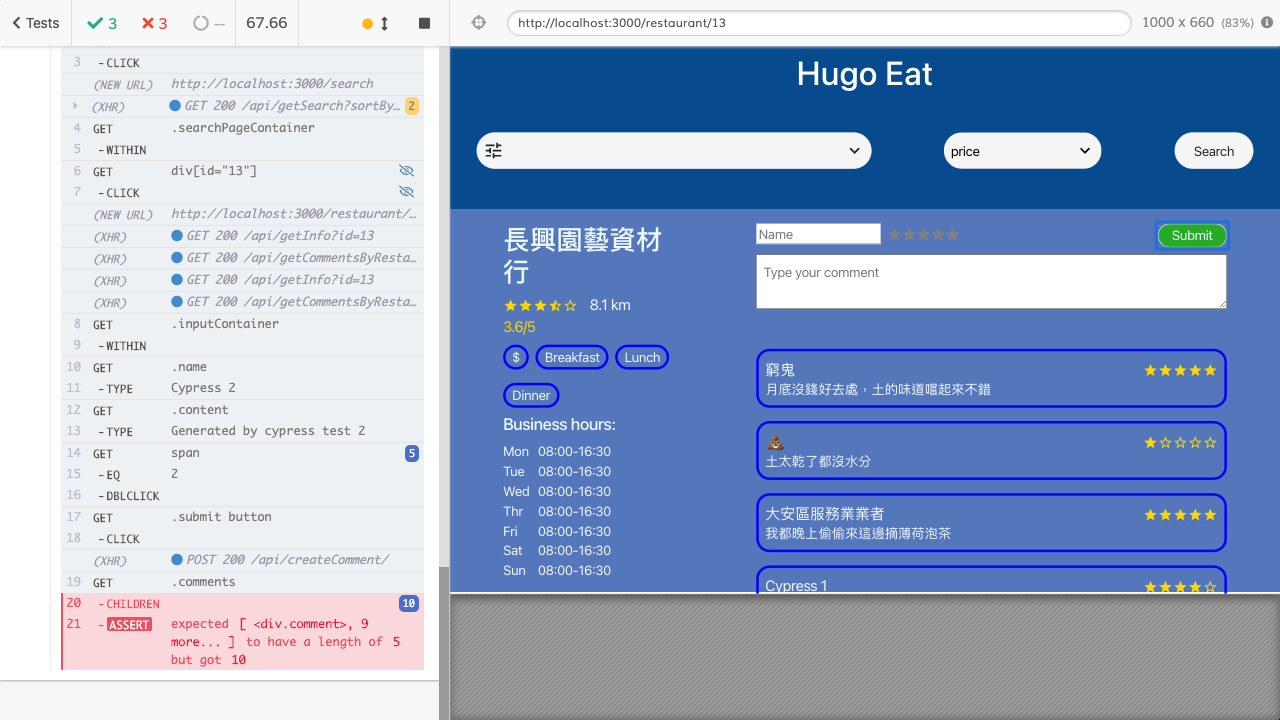 Tests
3
3
--
67.66
http://localhost:3000/restaurant/13
1000 x 660 (83%)
3 -CLICK
(NEW URL) http://localhost:3000/search
(XHR) GET 200 /api/getSearch?sortBy... 2
4 GET .searchPageContainer
5 -WITHIN
6 GET div[id="13"]
7 -CLICK
(NEW URL) http://localhost:3000/restaurant/...
(XHR) GET 200 /api/getInfo?id=13
(XHR) GET 200 /api/getCommentsByResta...
(XHR) GET 200 /api/getInfo?id=13
(XHR) GET 200 /api/getCommentsByResta...
8 GET .inputContainer
9 -WITHIN
10 GET .name
11 -TYPE Cypress 2
12 GET .content
13 -TYPE Generated by cypress test 2
14 GET span 5
15 -EQ 2
16 -DBLCLICK
17 GET .submit button
18 -CLICK
(XHR) POST 200 /api/createComment/
19 GET .comments
20 -CHILDREN 10
21 -ASSERT expected [ <div.comment>, 9
more... ] to have a length of 5
but got 10
Hugo Eat
price
Search
長興園藝資材
行
8.1 km
3.6/5
$ Breakfast Lunch
Dinner
Business hours:
Mon 08:00-16:30
Tue 08:00-16:30
Wed 08:00-16:30
Thr 08:00-16:30
Fri 08:00-16:30
Sat 08:00-16:30
Sun 08:00-16:30
Name
Submit
Type your comment
窮鬼
月底沒錢好去處，土的味道嚐起來不錯
💩
土太乾了都沒水分
大安區服務業業者
我都晚上偷偷來這邊摘薄荷泡茶
Cypress 1